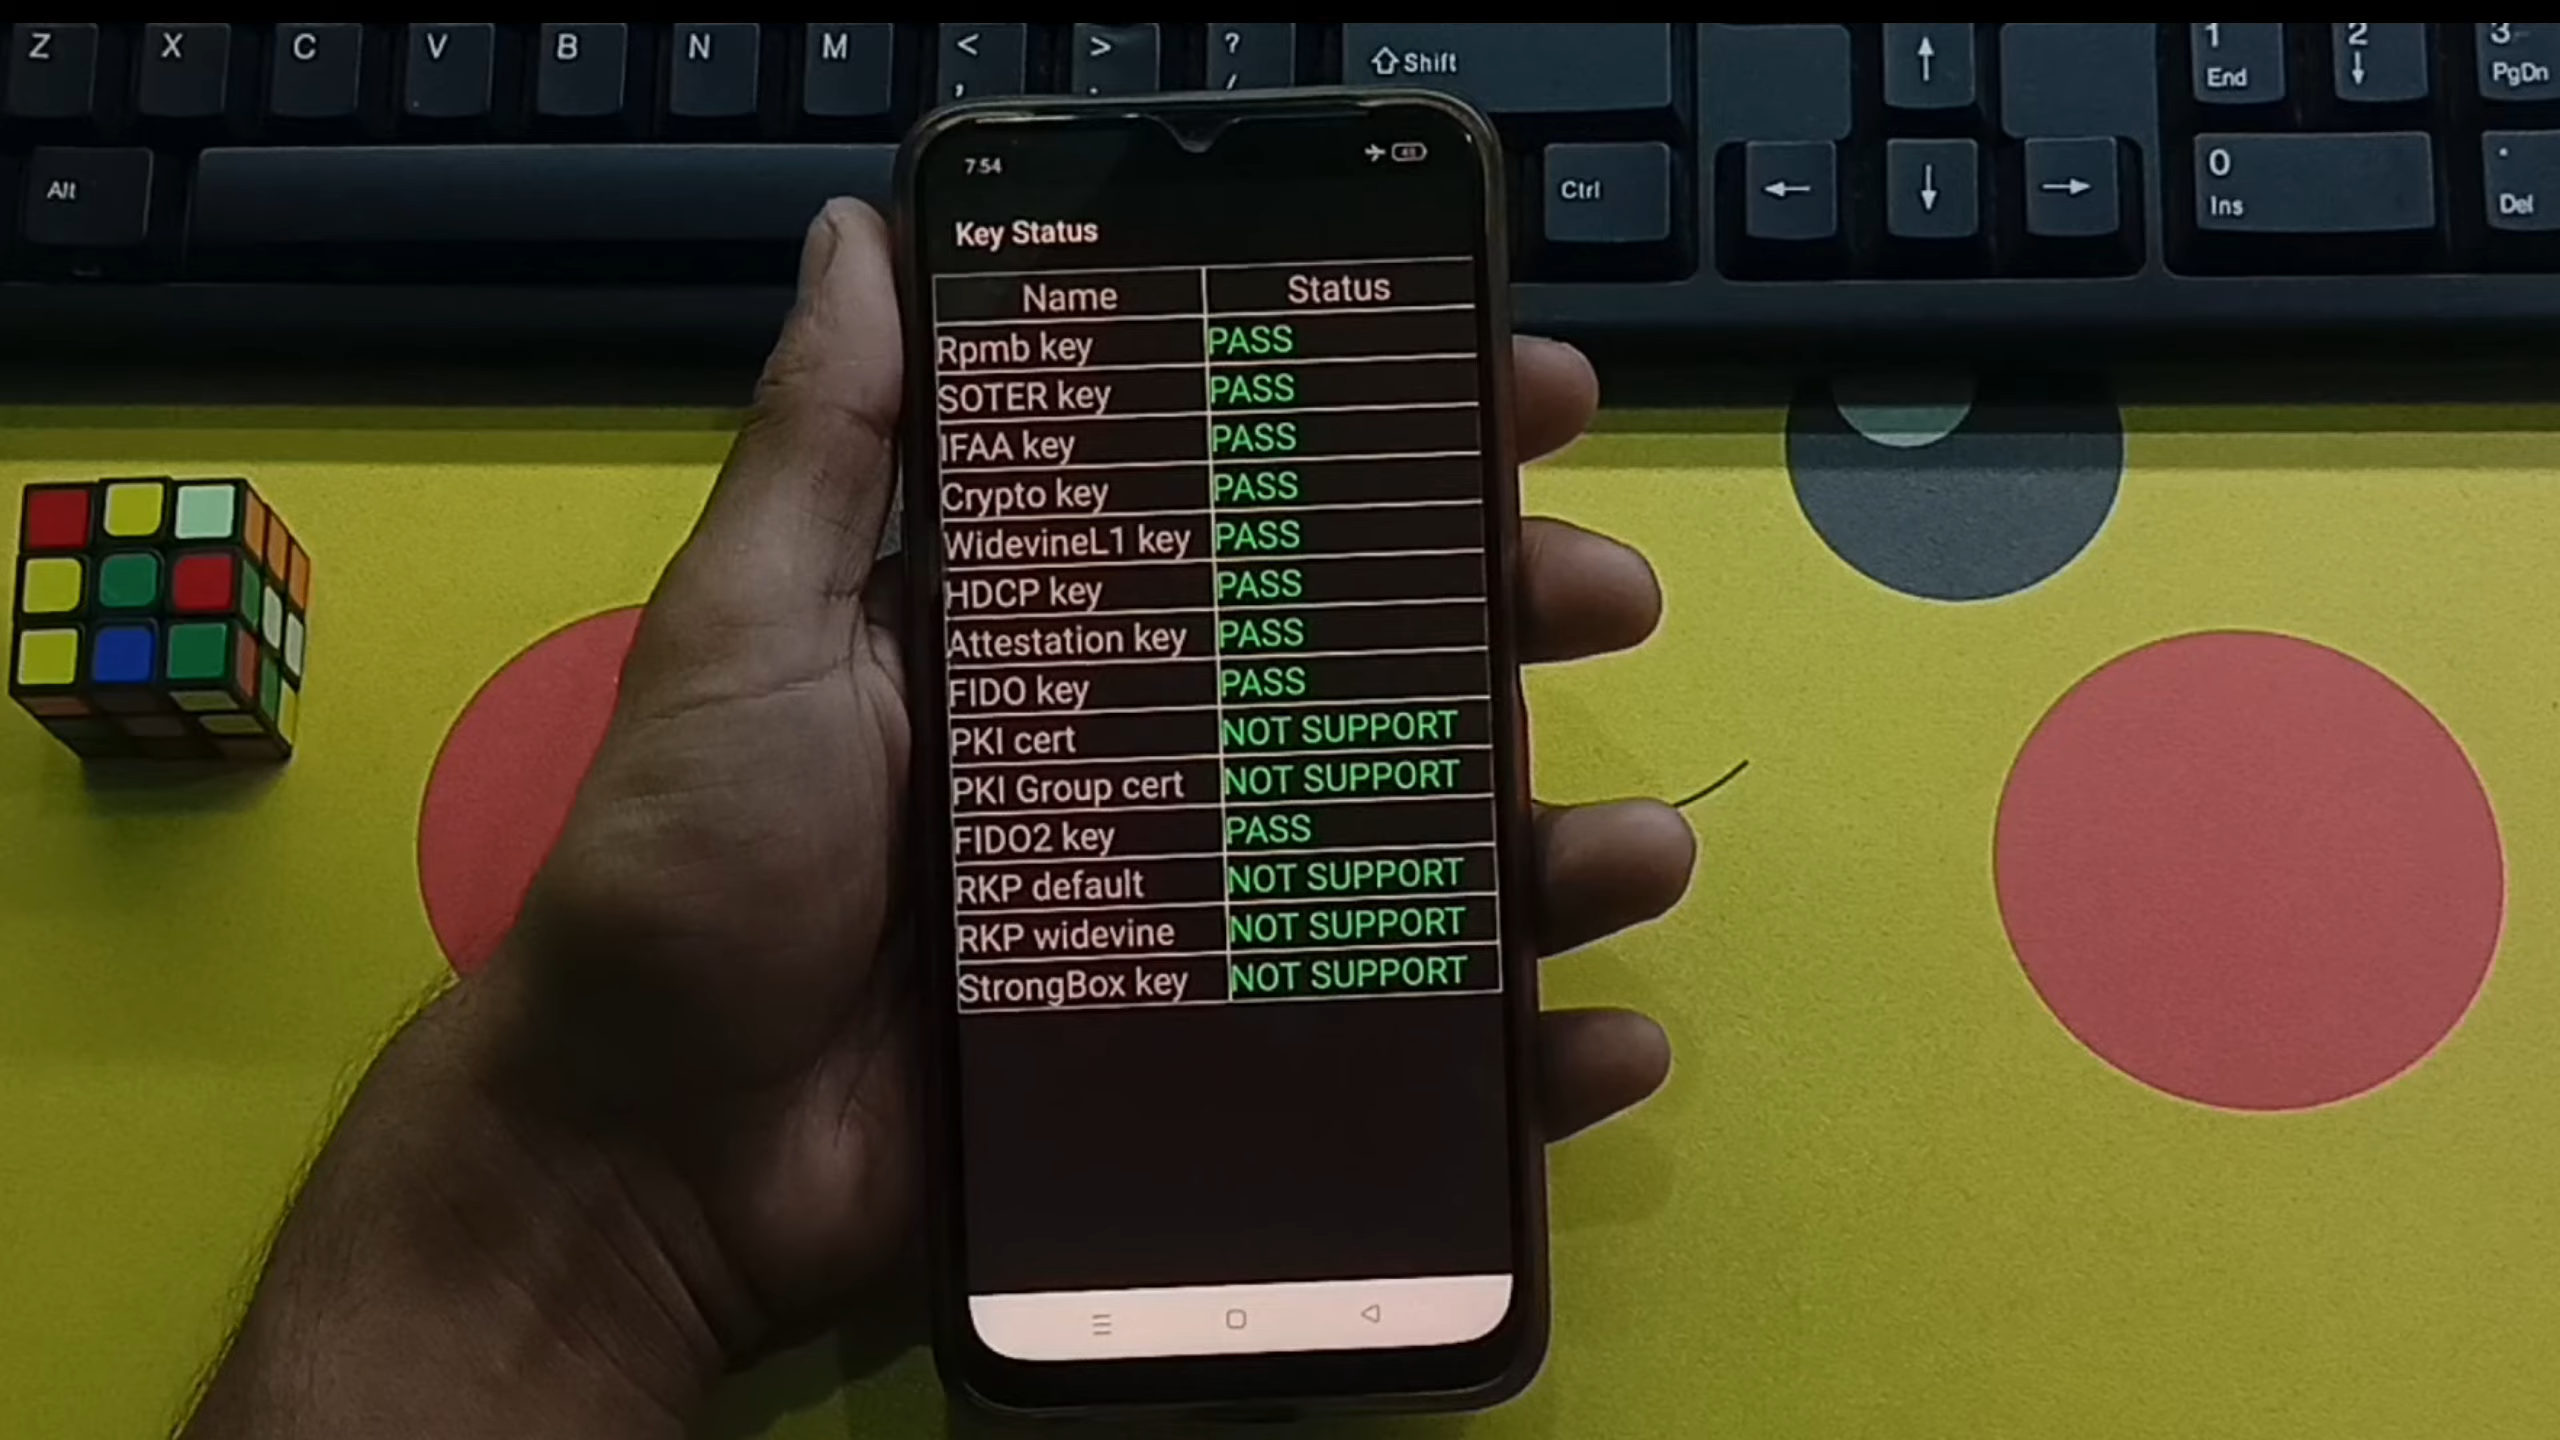 Z X C V B N M < > ? Shift ↑ 1 2 3
, . / End ↓ PgDn
Alt Ctrl ← ↓ → 0 .
Ins Del
7:54
Key Status
Name Status
Rpmb key PASS
SOTER key PASS
IFAA key PASS
Crypto key PASS
WidevineL1 key PASS
HDCP key PASS
Attestation key PASS
FIDO key PASS
PKI cert NOT SUPPORT
PKI Group cert NOT SUPPORT
FIDO2 key PASS
RKP default NOT SUPPORT
RKP widevine NOT SUPPORT
StrongBox key NOT SUPPORT